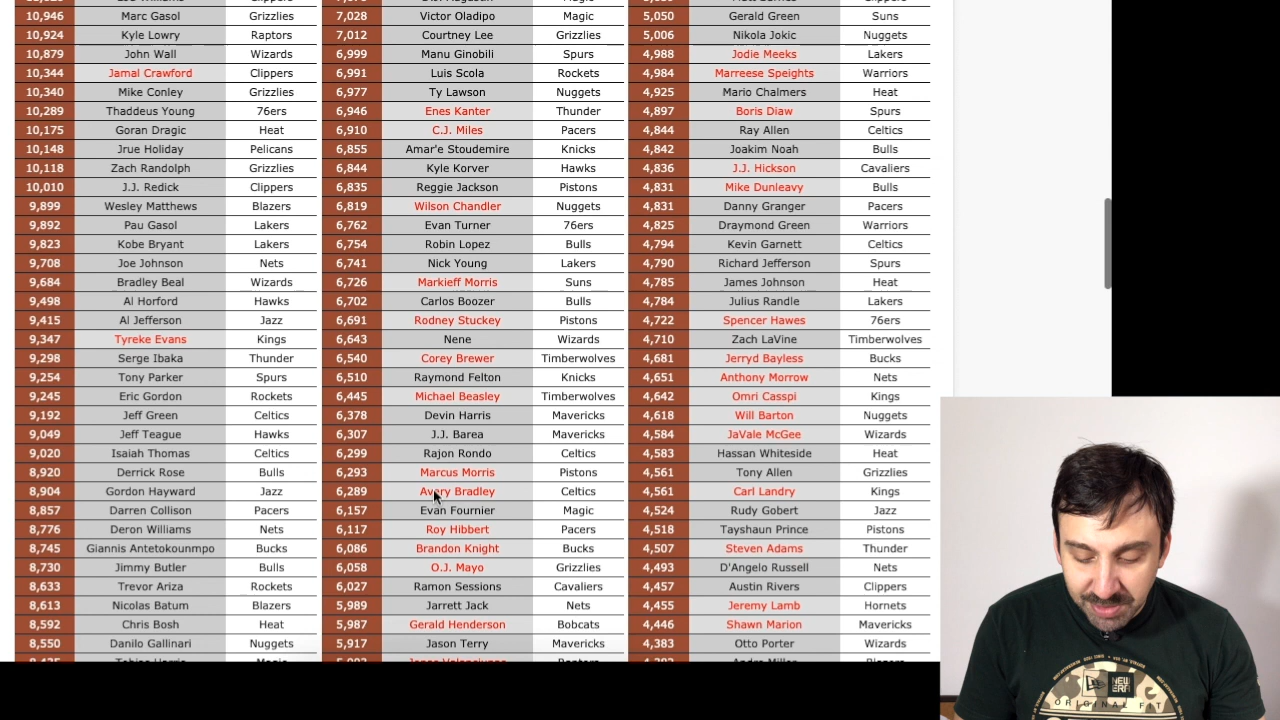 10,946 Marc Gasol Grizzlies 7,028 Victor Oladipo Magic 5,050 Gerald Green Suns
10,924 Kyle Lowry Raptors 7,012 Courtney Lee Grizzlies 5,006 Nikola Jokic Nuggets
10,879 John Wall Wizards 6,999 Manu Ginobili Spurs 4,988 Jodie Meeks Lakers
10,344 Jamal Crawford Clippers 6,991 Luis Scola Rockets 4,984 Marreese Speights Warriors
10,340 Mike Conley Grizzlies 6,977 Ty Lawson Nuggets 4,925 Mario Chalmers Heat
10,289 Thaddeus Young 76ers 6,946 Enes Kanter Thunder 4,897 Boris Diaw Spurs
10,175 Goran Dragic Heat 6,910 C.J. Miles Pacers 4,844 Ray Allen Celtics
10,148 Jrue Holiday Pelicans 6,855 Amar'e Stoudemire Knicks 4,842 Joakim Noah Bulls
10,118 Zach Randolph Grizzlies 6,844 Kyle Korver Hawks 4,836 J.J. Hickson Cavaliers
10,010 J.J. Redick Clippers 6,835 Reggie Jackson Pistons 4,831 Mike Dunleavy Bulls
9,899 Wesley Matthews Blazers 6,819 Wilson Chandler Nuggets 4,831 Danny Granger Pacers
9,892 Pau Gasol Lakers 6,762 Evan Turner 76ers 4,825 Draymond Green Warriors
9,823 Kobe Bryant Lakers 6,754 Robin Lopez Bulls 4,794 Kevin Garnett Celtics
9,708 Joe Johnson Nets 6,741 Nick Young Lakers 4,790 Richard Jefferson Spurs
9,684 Bradley Beal Wizards 6,726 Markieff Morris Suns 4,785 James Johnson Heat
9,498 Al Horford Hawks 6,702 Carlos Boozer Bulls 4,784 Julius Randle Lakers
9,415 Al Jefferson Jazz 6,691 Rodney Stuckey Pistons 4,722 Spencer Hawes 76ers
9,347 Tyreke Evans Kings 6,643 Nene Wizards 4,710 Zach LaVine Timberwolves
9,298 Serge Ibaka Thunder 6,540 Corey Brewer Timberwolves 4,681 Jerryd Bayless Bucks
9,254 Tony Parker Spurs 6,510 Raymond Felton Knicks 4,651 Anthony Morrow Nets
9,245 Eric Gordon Rockets 6,445 Michael Beasley Timberwolves 4,642 Omri Casspi Kings
9,192 Jeff Green Celtics 6,378 Devin Harris Mavericks 4,618 Will Barton Nuggets
9,049 Jeff Teague Hawks 6,307 J.J. Barea Mavericks 4,584 JaVale McGee Wizards
9,020 Isaiah Thomas Celtics 6,299 Rajon Rondo Celtics 4,583 Hassan Whiteside Heat
8,920 Derrick Rose Bulls 6,293 Marcus Morris Pistons 4,561 Tony Allen Grizzlies
8,904 Gordon Hayward Jazz 6,289 Avery Bradley Celtics 4,561 Carl Landry Kings
8,857 Darren Collison Pacers 6,157 Evan Fournier Magic 4,524 Rudy Gobert Jazz
8,776 Deron Williams Nets 6,117 Roy Hibbert Pacers 4,518 Tayshaun Prince Pistons
8,745 Giannis Antetokounmpo Bucks 6,086 Brandon Knight Bucks 4,507 Steven Adams Thunder
8,730 Jimmy Butler Bulls 6,058 O.J. Mayo Grizzlies 4,493 D'Angelo Russell Nets
8,633 Trevor Ariza Rockets 6,027 Ramon Sessions Cavaliers 4,457 Austin Rivers Clippers
8,613 Nicolas Batum Blazers 5,989 Jarrett Jack Nets 4,455 Jeremy Lamb Hornets
8,592 Chris Bosh Heat 5,987 Gerald Henderson Bobcats 4,446 Shawn Marion Mavericks
8,550 Danilo Gallinari Nuggets 5,917 Jason Terry Mavericks 4,383 Otto Porter Wizards
NEW ERA
ORIGINAL FIT